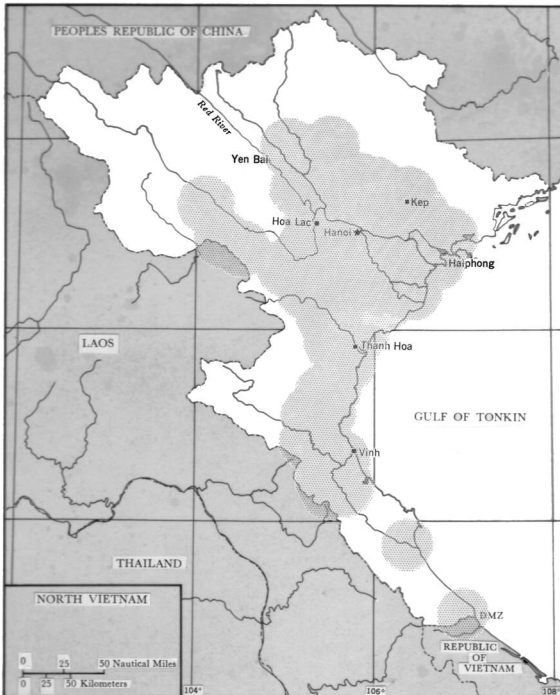 PEOPLES REPUBLIC OF CHINA
Red River
Yen Bai
Kep
Hoa Lac
Hanoi
Haiphong
LAOS
Thanh Hoa
GULF OF TONKIN
Vinh
THAILAND
NORTH VIETNAM
DMZ
REPUBLIC
OF
VIETNAM
0 25 50 Nautical Miles
0 25 50 Kilometers
104°
106°
108